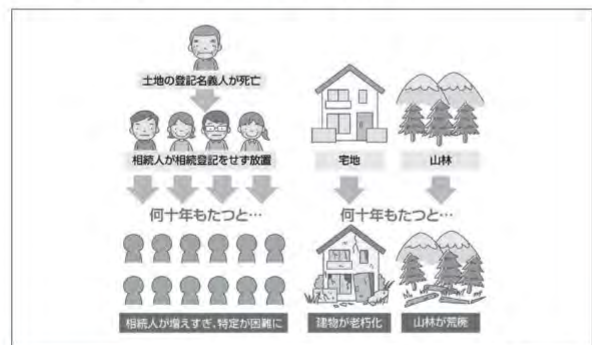 土地の登記名義人が死亡
相続人が相続登記をせず放置
宅地
山林
何十年もたつと…
何十年もたつと…
相続人が増えすぎ、特定が困難に
建物が老朽化
山林が荒廃